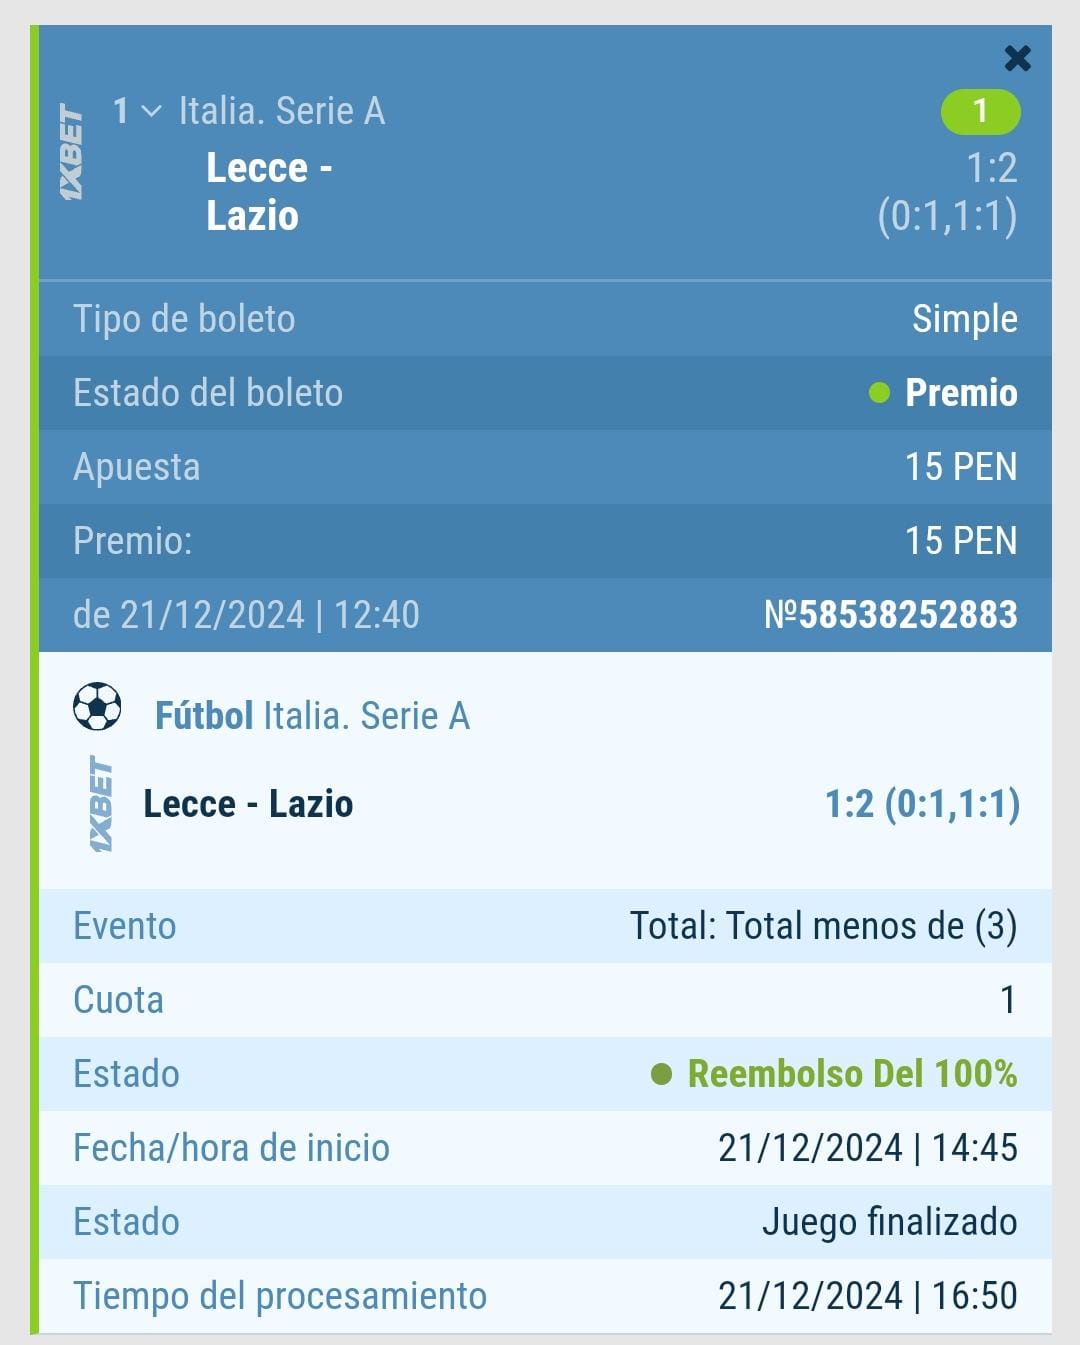 1XBET
1 Italia. Serie A 1
Lecce - 1:2
Lazio (0:1,1:1)
Tipo de boleto Simple
Estado del boleto Premio
Apuesta 15 PEN
Premio: 15 PEN
de 21/12/2024 | 12:40 №58538252883
Fútbol Italia. Serie A
1XBET
Lecce - Lazio 1:2 (0:1,1:1)
Evento Total: Total menos de (3)
Cuota 1
Estado Reembolso Del 100%
Fecha/hora de inicio 21/12/2024 | 14:45
Estado Juego finalizado
Tiempo del procesamiento 21/12/2024 | 16:50